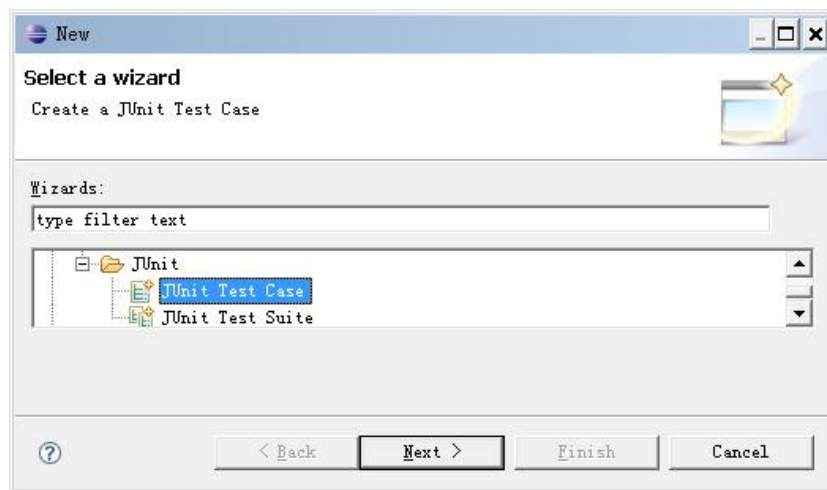 New
Select a wizard
Create a JUnit Test Case
Wizards:
type filter text
JUnit
JUnit Test Case
JUnit Test Suite
< Back Next > Finish Cancel